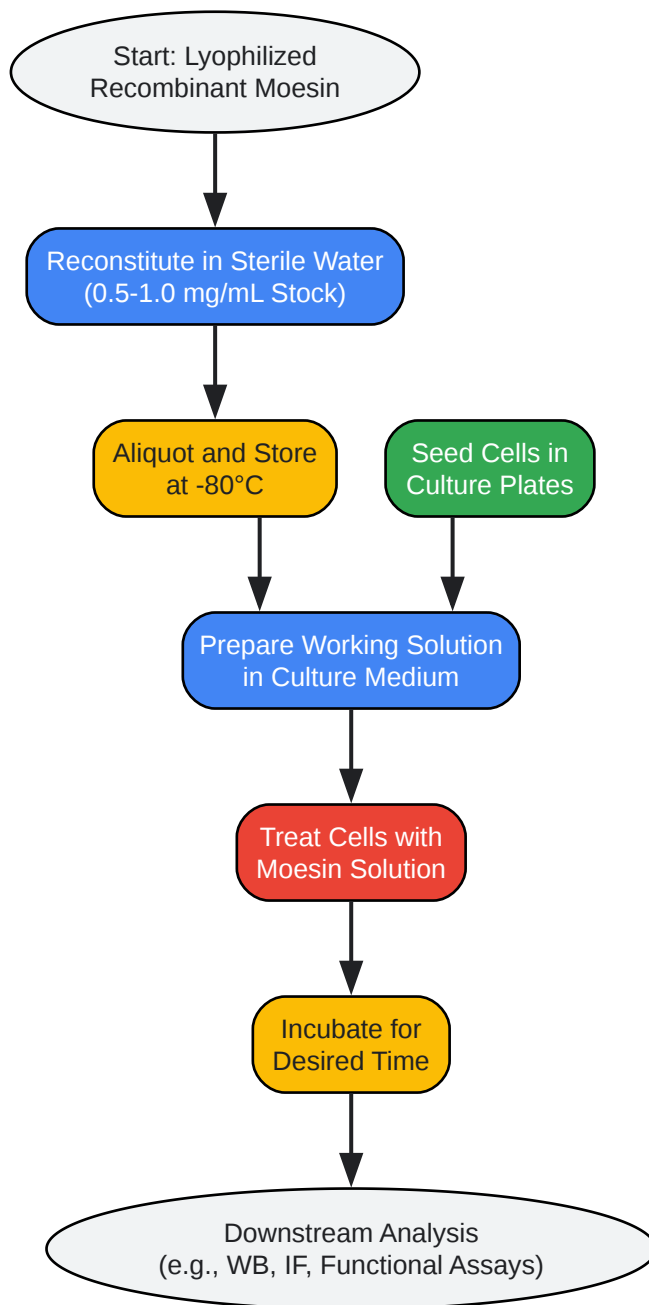 Start: Lyophilized
Recombinant Moesin
Reconstitute in Sterile Water
(0.5-1.0 mg/mL Stock)
Aliquot and Store
at -80°C
Seed Cells in
Culture Plates
Prepare Working Solution
in Culture Medium
Treat Cells with
Moesin Solution
Incubate for
Desired Time
Downstream Analysis
(e.g., WB, IF, Functional Assays)